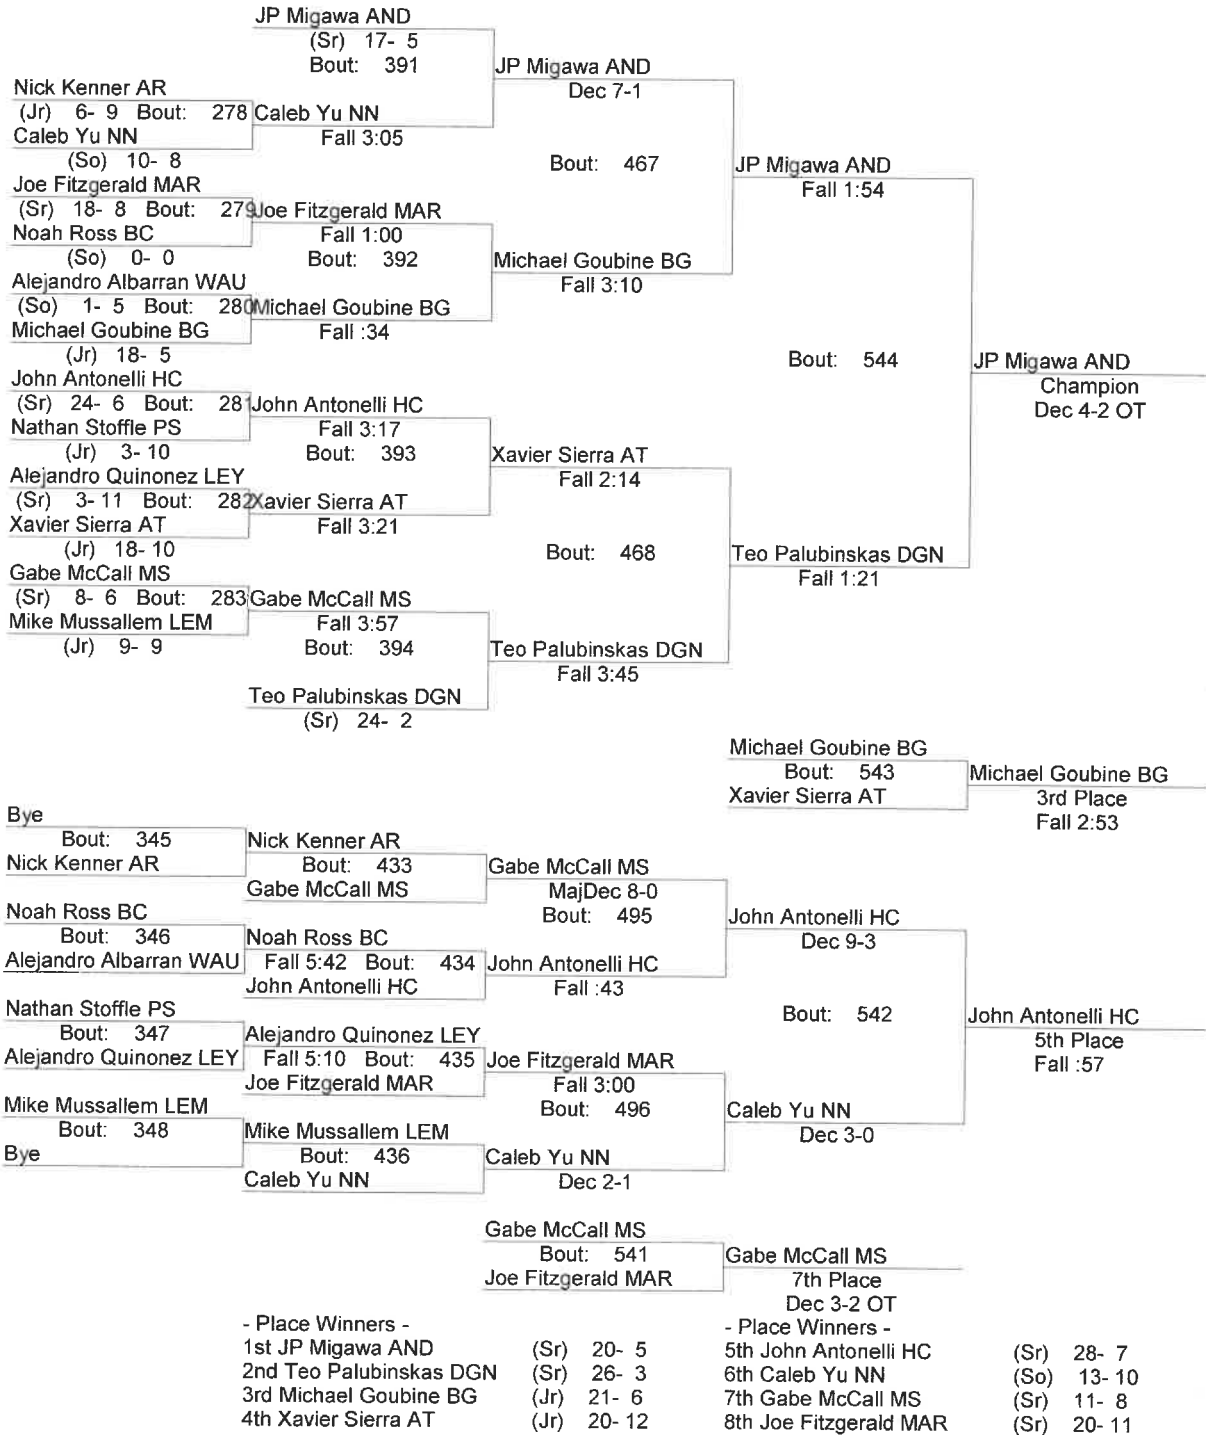 JP Migawa AND
(Sr) 17- 5
Bout: 391
JP Migawa AND
Dec 7-1
Nick Kenner AR
(Jr) 6- 9 Bout: 278
Caleb Yu NN
Fall 3:05
Caleb Yu NN
(So) 10- 8
Bout: 467
JP Migawa AND
Fall 1:54
Joe Fitzgerald MAR
(Sr) 18- 8 Bout: 279
Joe Fitzgerald MAR
Fall 1:00
Noah Ross BC
(So) 0- 0
Bout: 392
Michael Goubine BG
Fall 3:10
Alejandro Albarran WAU
(So) 1- 5 Bout: 280
Michael Goubine BG
Fall :34
Michael Goubine BG
(Jr) 18- 5
Bout: 544
JP Migawa AND
Champion
Dec 4-2 OT
John Antonelli HC
(Sr) 24- 6 Bout: 281
John Antonelli HC
Fall 3:17
Nathan Stoffle PS
(Jr) 3- 10
Bout: 393
Xavier Sierra AT
Fall 2:14
Alejandro Quinonez LEY
(Sr) 3- 11 Bout: 282
Xavier Sierra AT
Fall 3:21
Xavier Sierra AT
(Jr) 18- 10
Bout: 468
Teo Palubinskas DGN
Fall 1:21
Gabe McCall MS
(Sr) 8- 6 Bout: 283
Gabe McCall MS
Fall 3:57
Mike Mussallem LEM
(Jr) 9- 9
Bout: 394
Teo Palubinskas DGN
Fall 3:45
Teo Palubinskas DGN
(Sr) 24- 2
Michael Goubine BG
Bout: 543
Xavier Sierra AT
Michael Goubine BG
3rd Place
Fall 2:53
Bye
Bout: 345
Nick Kenner AR
Nick Kenner AR
Bout: 433
Gabe McCall MS
Gabe McCall MS
MajDec 8-0
Bout: 495
John Antonelli HC
Dec 9-3
Noah Ross BC
Bout: 346
Alejandro Albarran WAU
Noah Ross BC
Fall 5:42 Bout: 434
John Antonelli HC
John Antonelli HC
Fall :43
Bout: 542
John Antonelli HC
5th Place
Fall :57
Nathan Stoffle PS
Bout: 347
Alejandro Quinonez LEY
Alejandro Quinonez LEY
Fall 5:10 Bout: 435
Joe Fitzgerald MAR
Joe Fitzgerald MAR
Fall 3:00
Bout: 496
Caleb Yu NN
Dec 3-0
Mike Mussallem LEM
Bout: 348
Bye
Mike Mussallem LEM
Bout: 436
Caleb Yu NN
Caleb Yu NN
Dec 2-1
Gabe McCall MS
Bout: 541
Joe Fitzgerald MAR
Gabe McCall MS
7th Place
Dec 3-2 OT
- Place Winners -
1st JP Migawa AND (Sr) 20- 5
2nd Teo Palubinskas DGN (Sr) 26- 3
3rd Michael Goubine BG (Jr) 21- 6
4th Xavier Sierra AT (Jr) 20- 12
- Place Winners -
5th John Antonelli HC (Sr) 28- 7
6th Caleb Yu NN (So) 13- 10
7th Gabe McCall MS (Sr) 11- 8
8th Joe Fitzgerald MAR (Sr) 20- 11